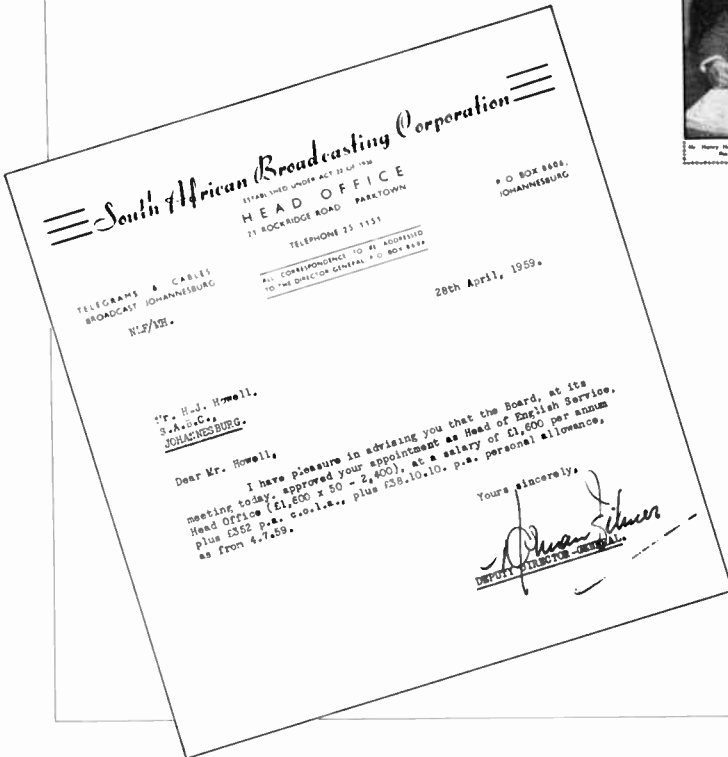 South African Broadcasting Corporation
ESTABLISHED UNDER ACT 22 OF 1936
HEAD OFFICE
21 ROCKRIDGE ROAD PARKTOWN
TELEPHONE 25 1151
P O BOX 8606,
JOHANNESBURG
TELEGRAMS & CABLES
BROADCAST JOHANNESBURG
ALL CORRESPONDENCE TO BE ADDRESSED
TO THE DIRECTOR GENERAL P O BOX 8606
28th April, 1959.
Mr. H.J. Howell,
S.A.B.C.,
JOHANNESBURG.
Dear Mr. Howell,
I have pleasure in advising you that the Board, at its
meeting today, approved your appointment as Head of English Service,
Head Office (£1,600 x 50 - 2,400), at a salary of £1,600 per annum
plus £352 p.a. c.o.l.a., plus £38.10.10. p.a. personal allowance,
as from 4.7.59.
Yours sincerely,
DEPUTY DIRECTOR-GENERAL.